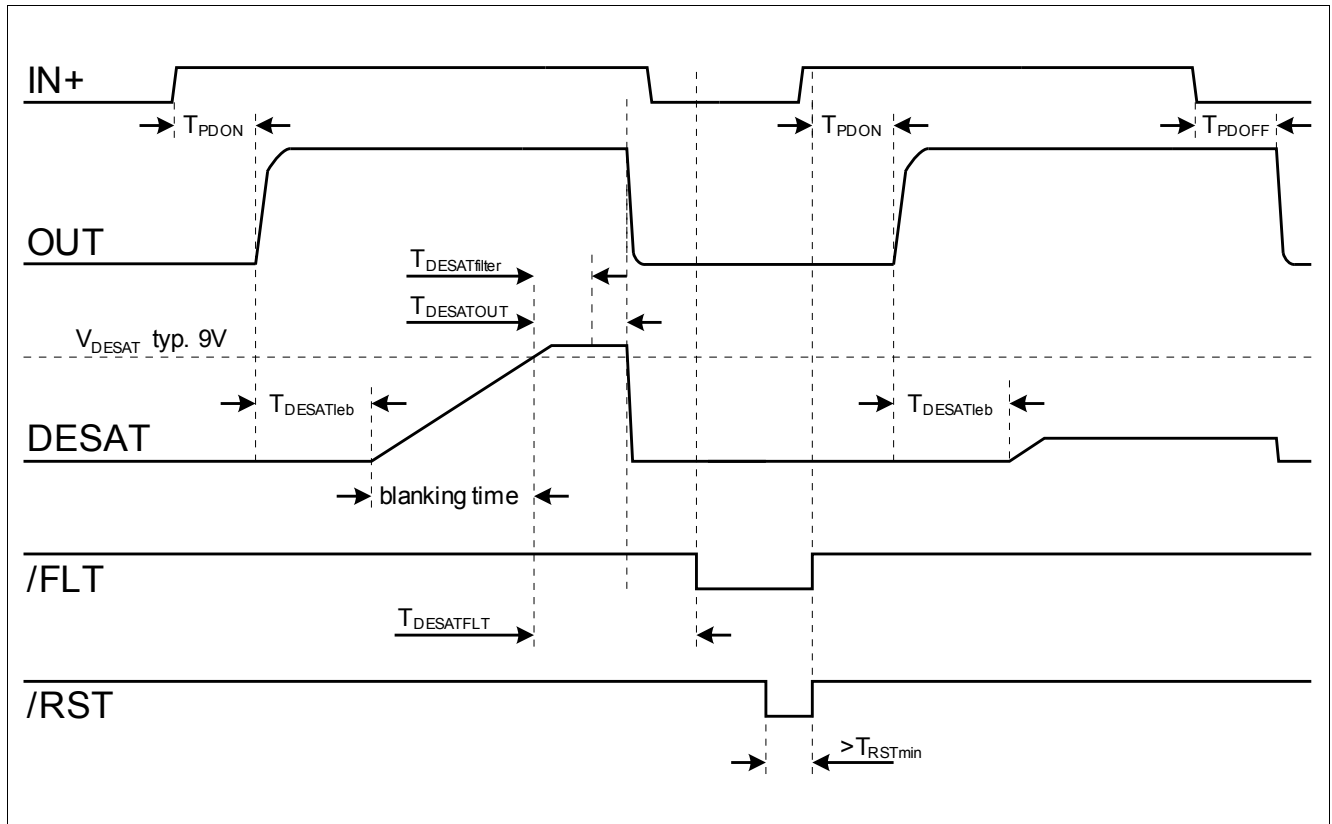 IN+
TPDON
TPDON
TPDOFF
OUT
TDESATfilter
TDESATOUT
VDESAT typ. 9V
TDESATleb
TDESATleb
DESAT
blanking time
/FLT
TDESATFLT
/RST
>TRSTmin